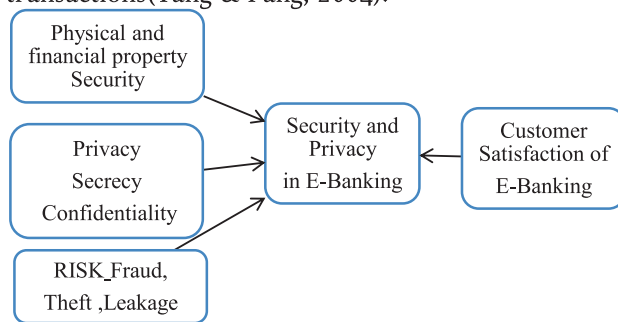 Physical and
financial property
Security
Privacy
Secrecy
Confidentiality
RISK_Fraud,
Theft ,Leakage
Security and
Privacy
in E-Banking
Customer
Satisfaction of
E-Banking